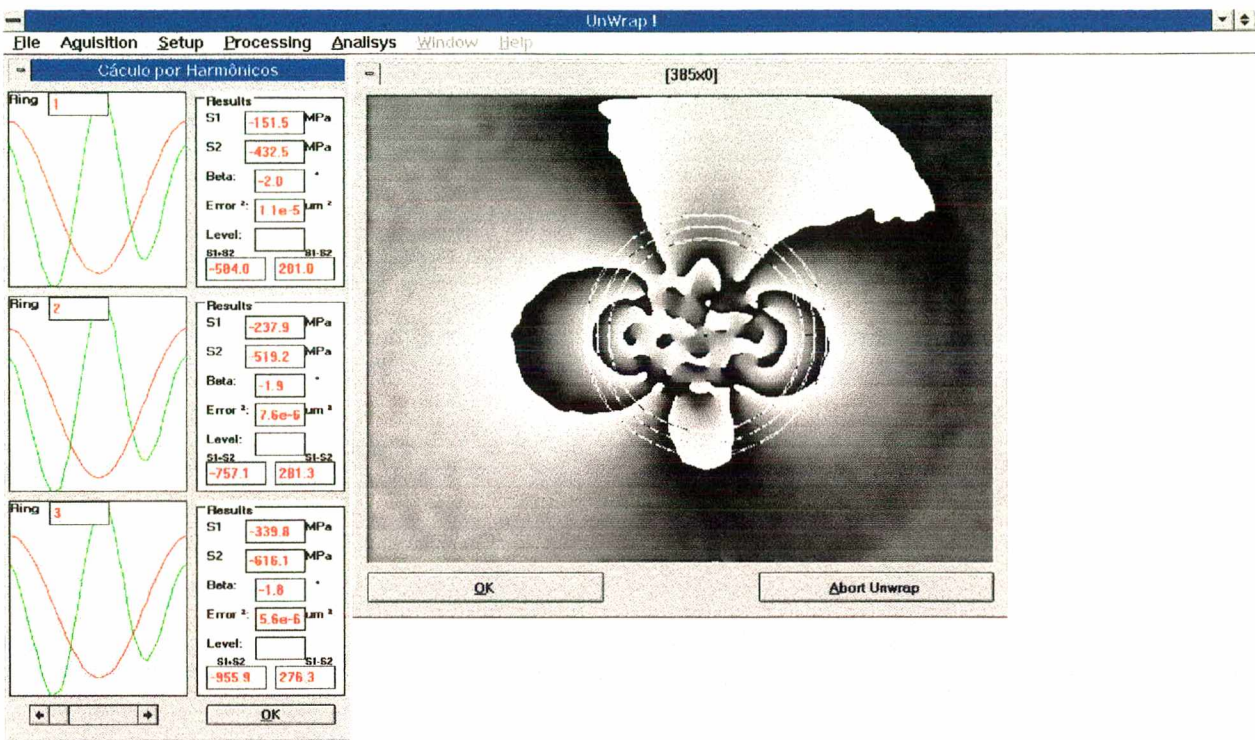 UnWrap !
File Aquisition Setup Processing Analisys Window Help
Cáculo por Harmônicos
[385x0]
Ring 1
Results
S1 -151.5 MPa
S2 -432.5 MPa
Beta: -2.0 °
Error ²: 1.1e-5 um ²
Level:
S1+S2 S1-S2
-584.0 281.0
Ring 2
Results
S1 -237.9 MPa
S2 -519.2 MPa
Beta: -1.9 °
Error ²: 7.6e-6 um ²
Level:
S1+S2 S1-S2
-757.1 281.3
Ring 3
Results
S1 -339.8 MPa
S2 -616.1 MPa
Beta: -1.8 °
Error ²: 5.6e-6 um ²
Level:
S1+S2 S1-S2
-955.9 276.3
OK
OK Abort Unwrap